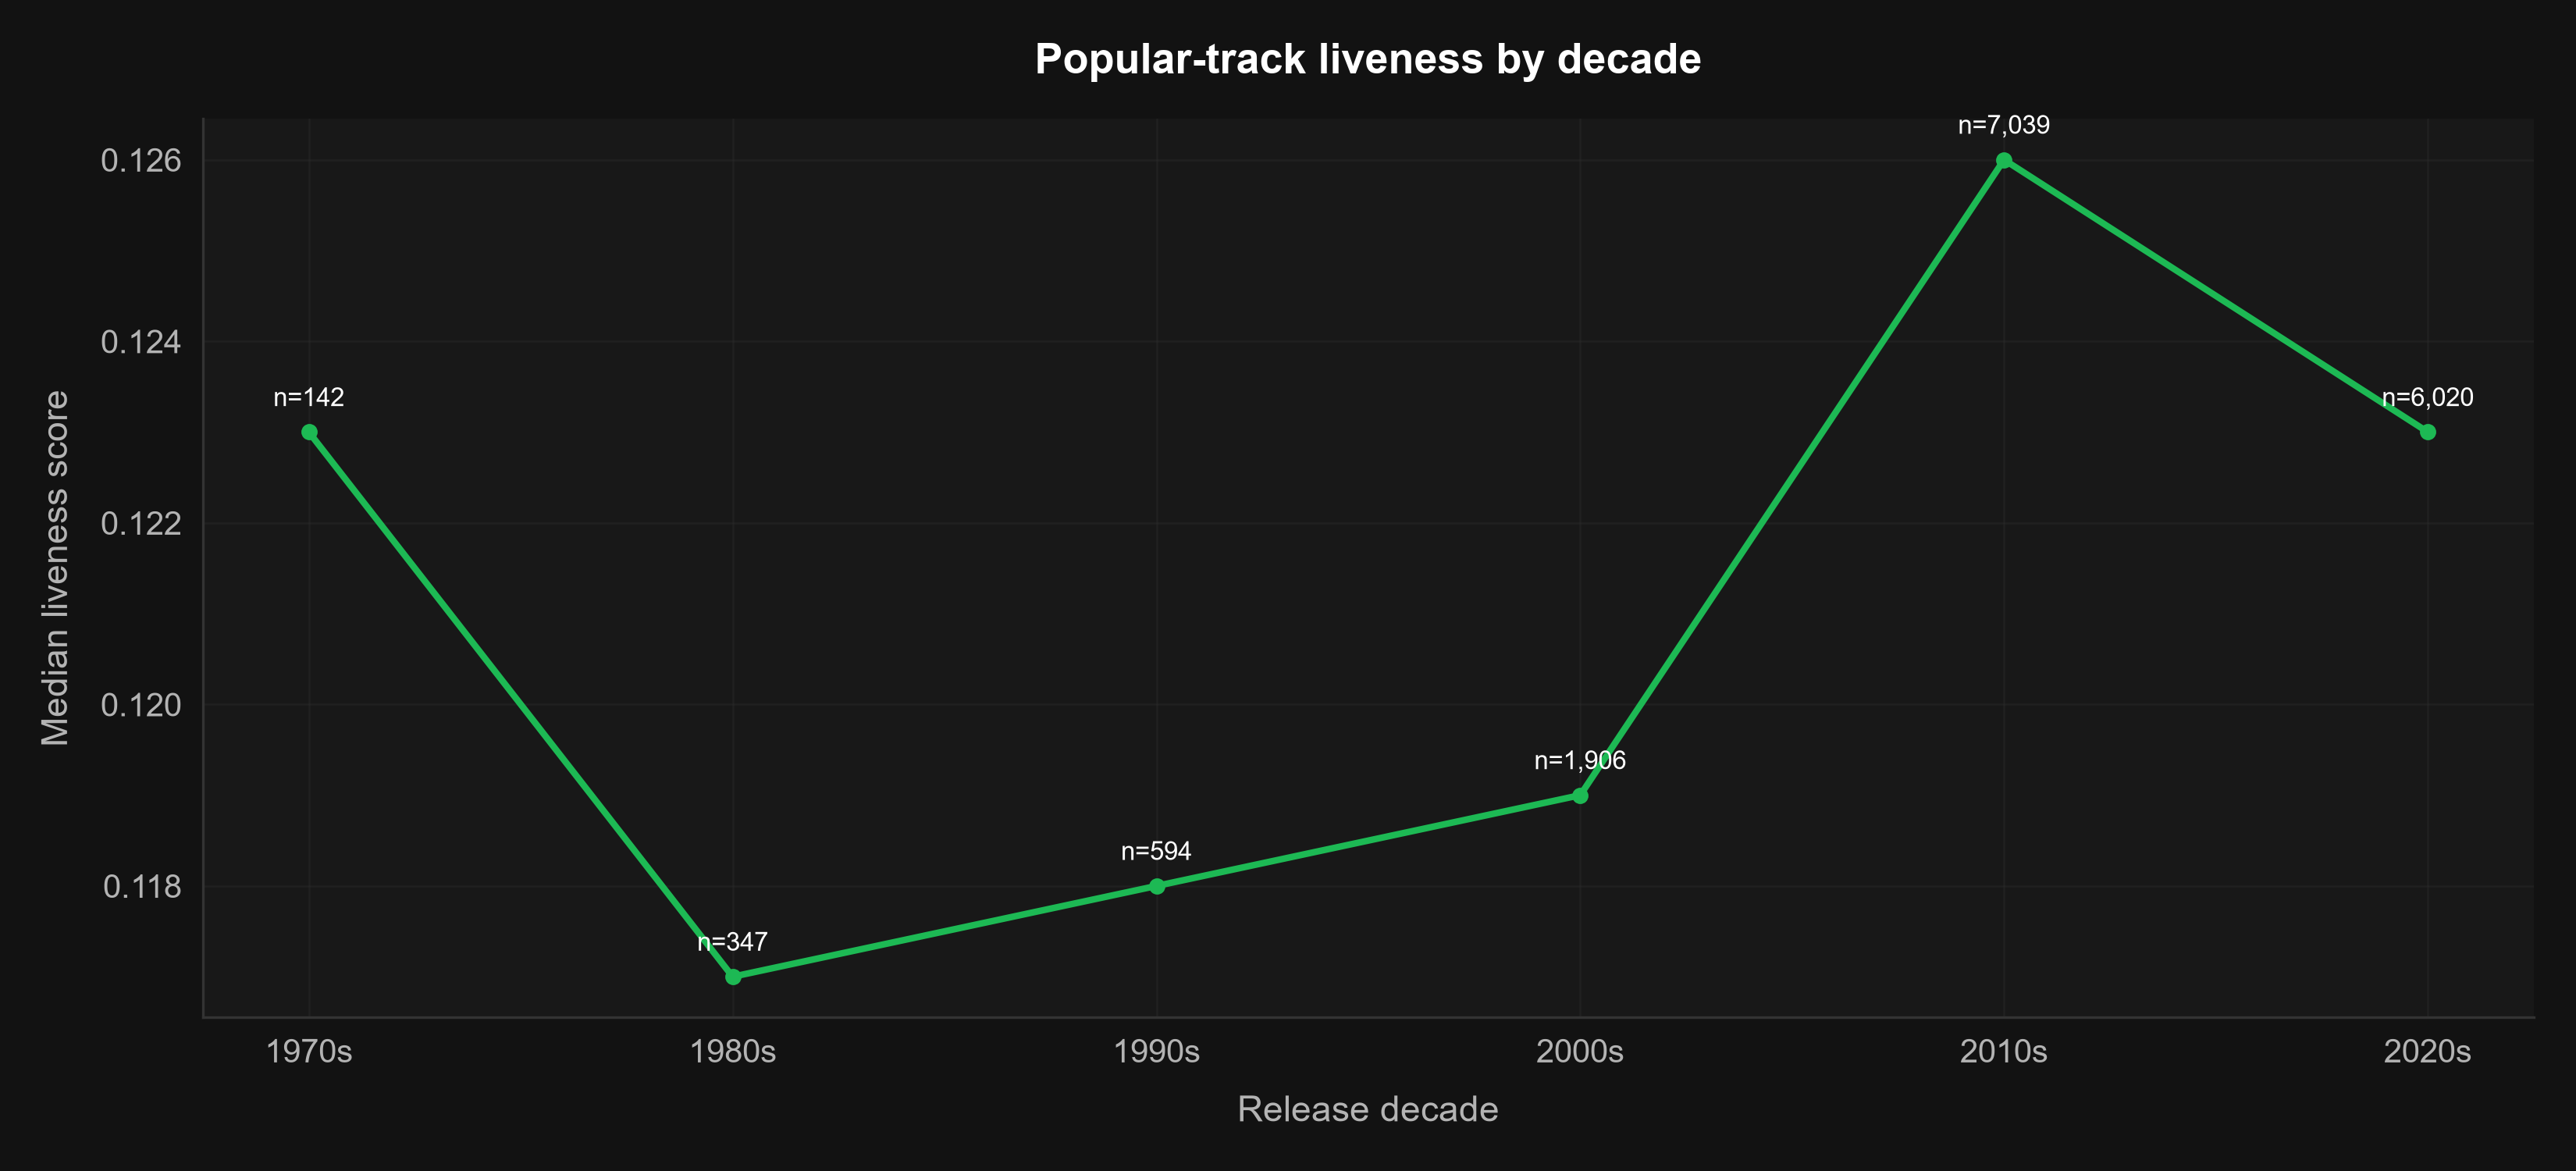 Popular-track liveness by decade
n=7,039
0.126
0.124
n=142
n=6,020
Median liveness score
0.122
0.120
n=1,906
n=594
0.118
n=347
1970s 1980s 1990s 2000s 2010s 2020s
Release decade